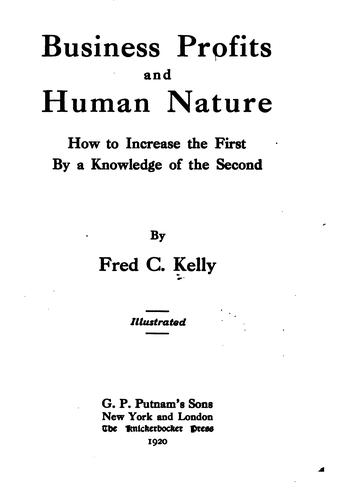 Business Profits
and
Human Nature
How to Increase the First
By a Knowledge of the Second
By
Fred C. Kelly
Illustrated
G. P. Putnam's Sons
New York and London
The Knickerbocker Press
1920